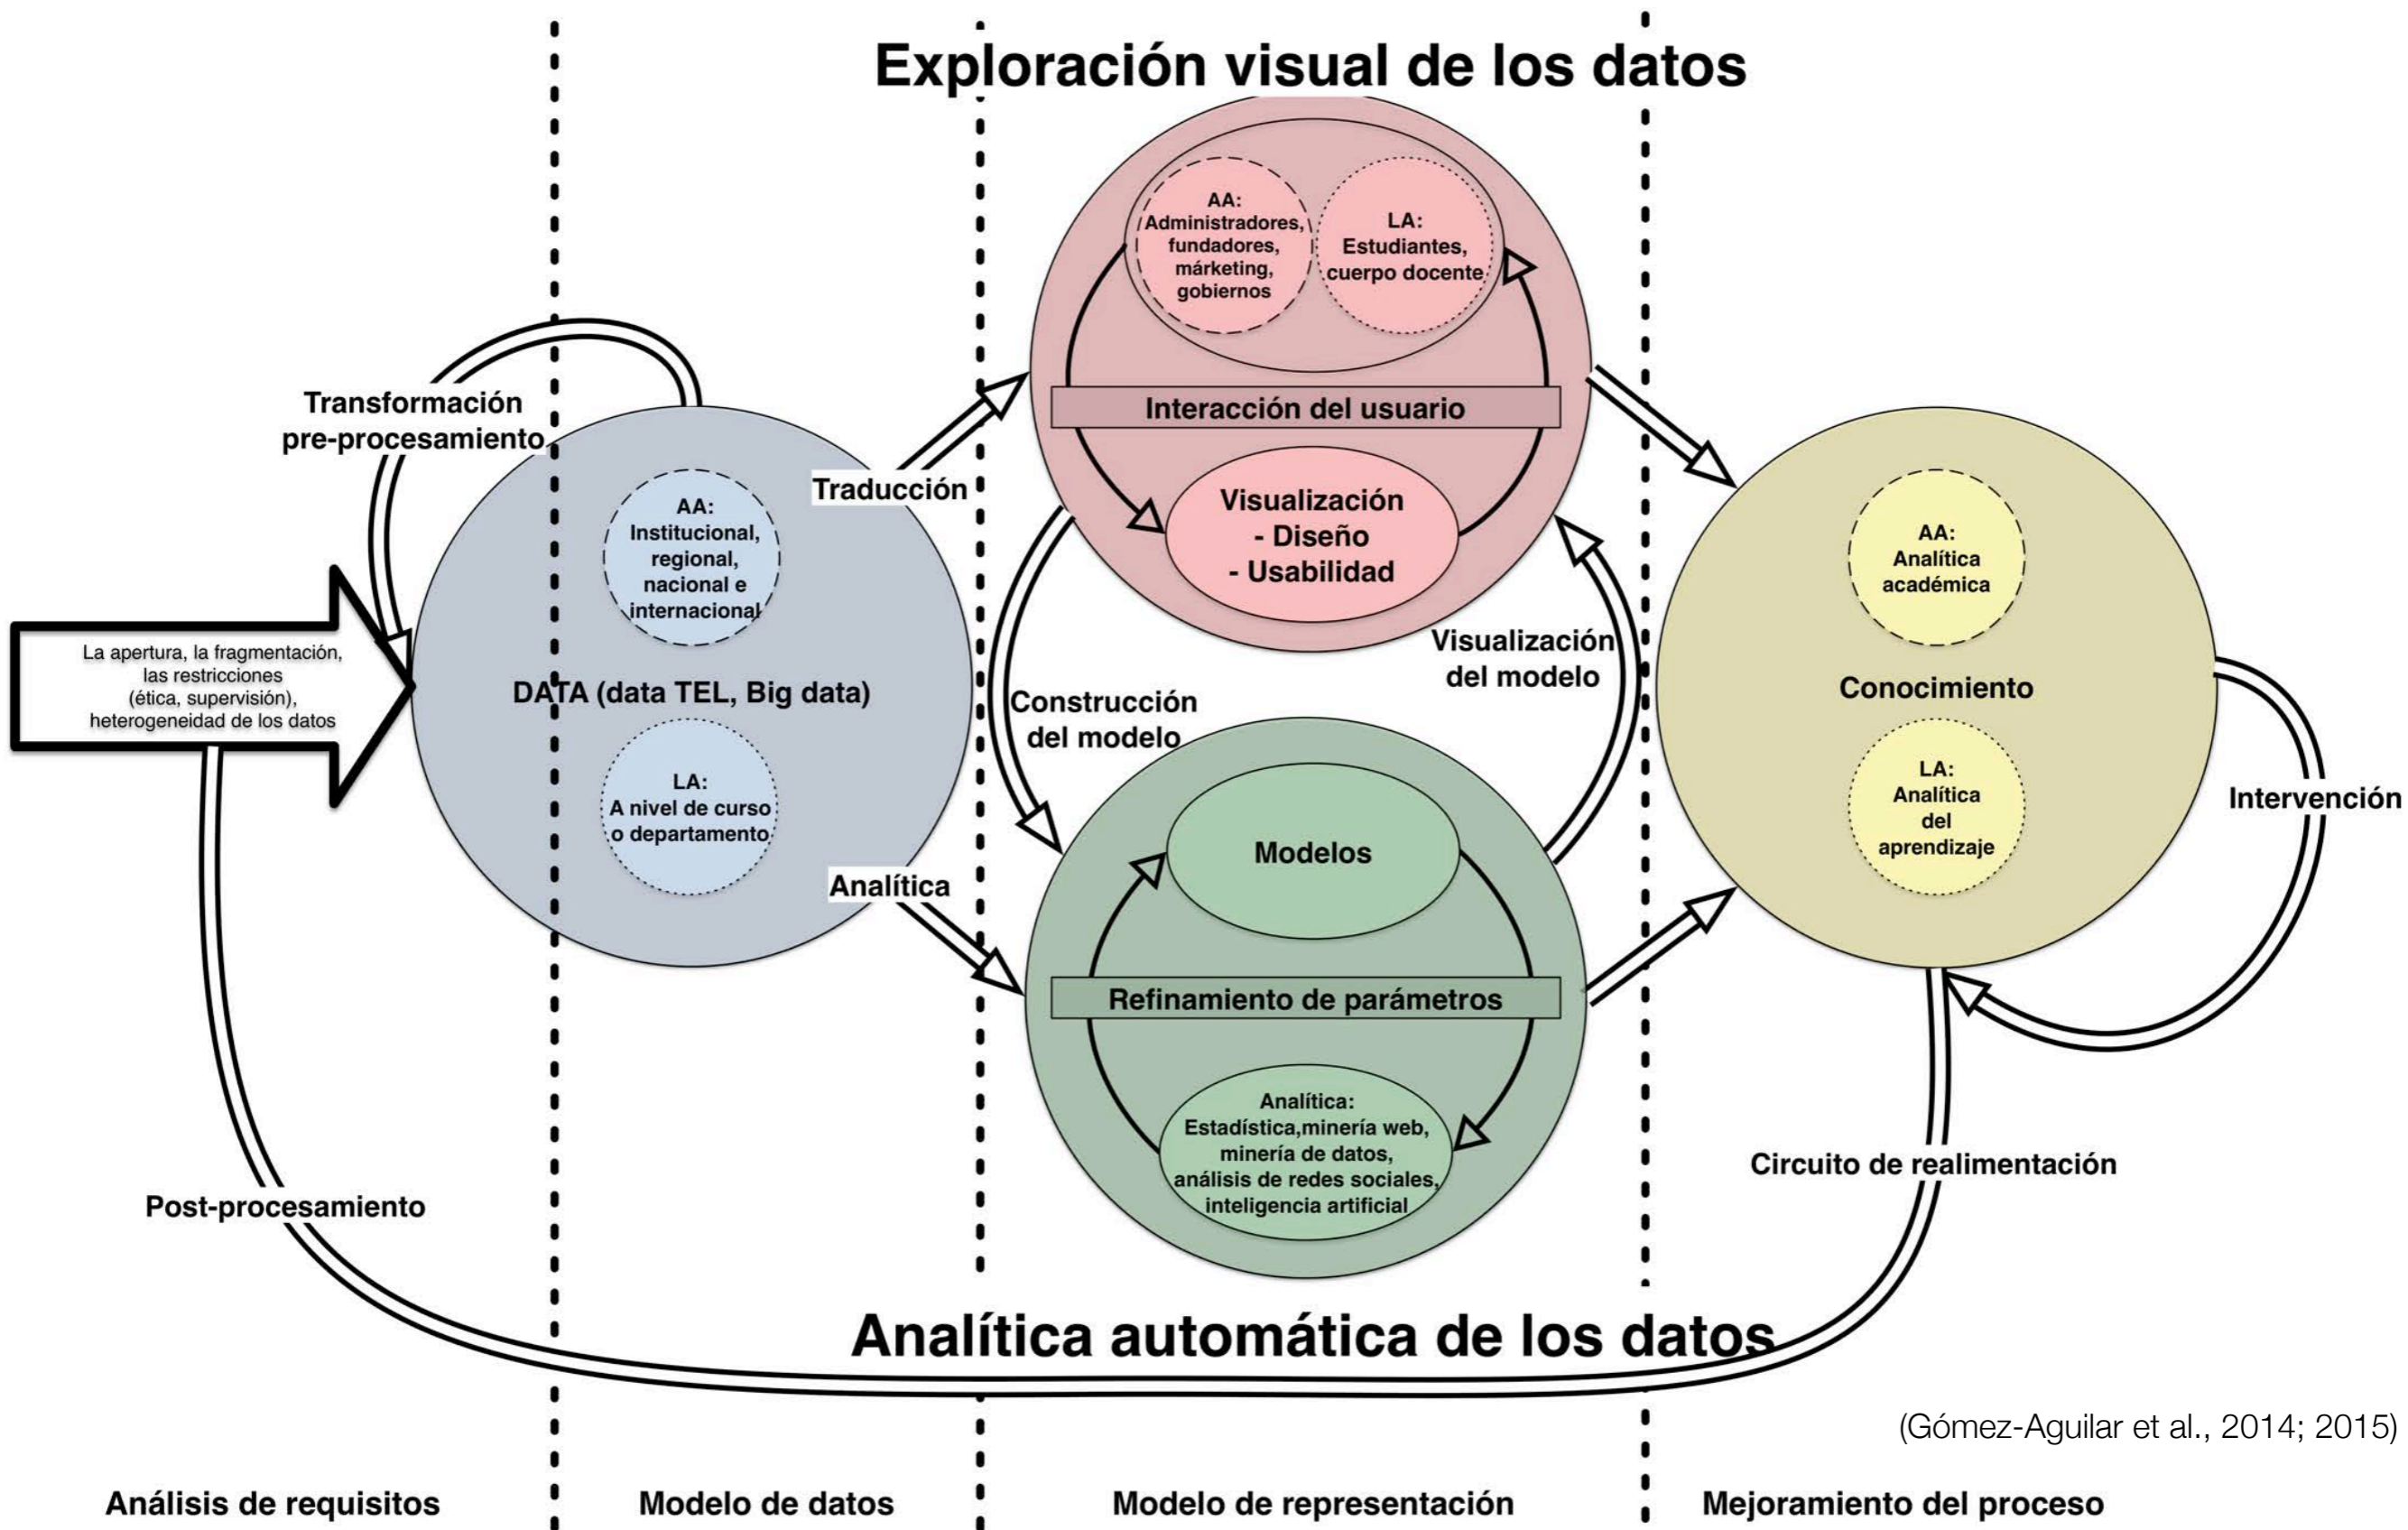 Exploración visual de los datos
AA:
Administradores,
fundadores,
márketing,
gobiernos
LA:
Estudiantes,
cuerpo docente
Interacción del usuario
Visualización
- Diseño
- Usabilidad
Transformación
pre-procesamiento
Traducción
AA:
Institucional,
regional,
nacional e
internacional
DATA (data TEL, Big data)
LA:
A nivel de curso
o departamento
La apertura, la fragmentación,
las restricciones
(ética, supervisión),
heterogeneidad de los datos
Analítica
Construcción
del modelo
Visualización
del modelo
Modelos
Refinamiento de parámetros
Analítica:
Estadística,minería web,
minería de datos,
análisis de redes sociales,
inteligencia artificial
AA:
Analítica
académica
Conocimiento
LA:
Analítica
del
aprendizaje
Intervención
Circuito de realimentación
Post-procesamiento
Analítica automática de los datos
(Gómez-Aguilar et al., 2014; 2015)
Análisis de requisitos
Modelo de datos
Modelo de representación
Mejoramiento del proceso